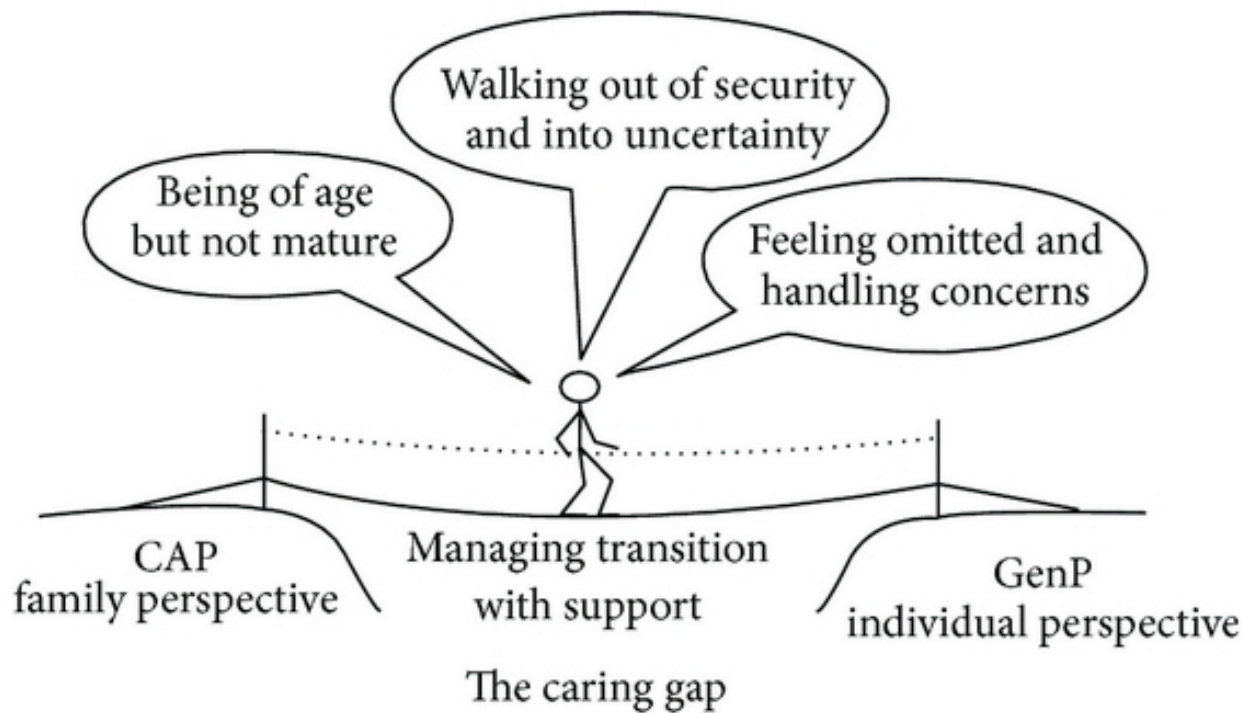 Walking out of security
and into uncertainty
Being of age
but not mature
Feeling omitted and
handling concerns
CAP
family perspective
Managing transition
with support
GenP
individual perspective
The caring gap